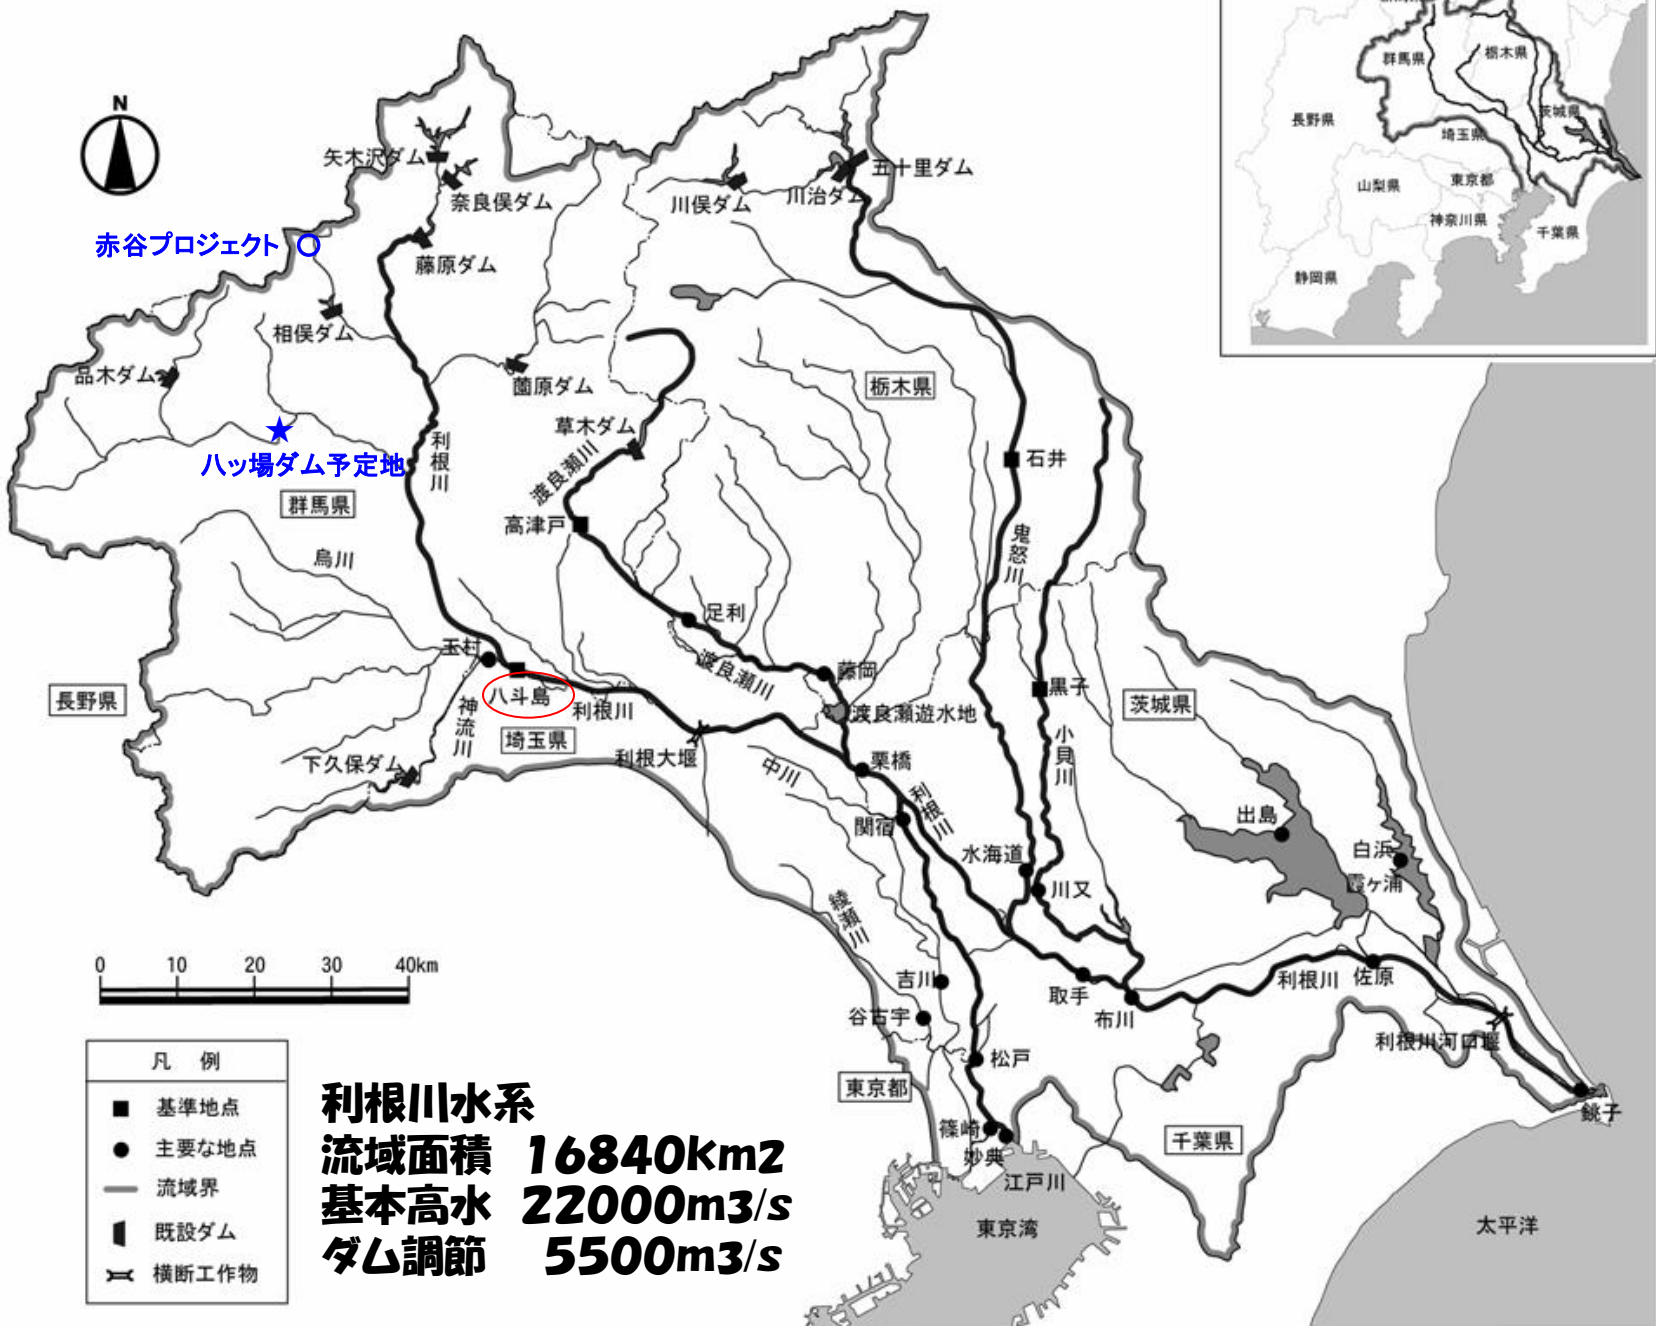 N
矢木沢ダム
奈良俣ダム
赤谷プロジェクト
藤原ダム
相俣ダム
品木ダム
薗原ダム
川俣ダム
川治ダム
五十里ダム
草木ダム
渡良瀬川
高津戸
八ッ場ダム予定地
群馬県
利根川
烏川
栃木県
石井
鬼怒川
足利
渡良瀬川
藤岡
渡良瀬遊水地
玉村
八斗島
利根川
埼玉県
神流川
下久保ダム
長野県
利根大堰
中川
栗橋
利根川
関宿
黒子
小貝川
茨城県
水海道
川又
出島
白浜
霞ヶ浦
綾瀬川
吉川
谷古宇
松戸
東京都
篠崎
妙典
江戸川
東京湾
取手
布川
利根川
佐原
利根川河口堰
銚子
千葉県
太平洋
群馬県
栃木県
茨城県
長野県
埼玉県
山梨県
東京都
神奈川県
千葉県
静岡県
0 10 20 30 40km
凡 例
基準地点
主要な地点
流域界
既設ダム
横断工作物
利根川水系
流域面積 16840km2
基本高水 22000m3/s
ダム調節 5500m3/s